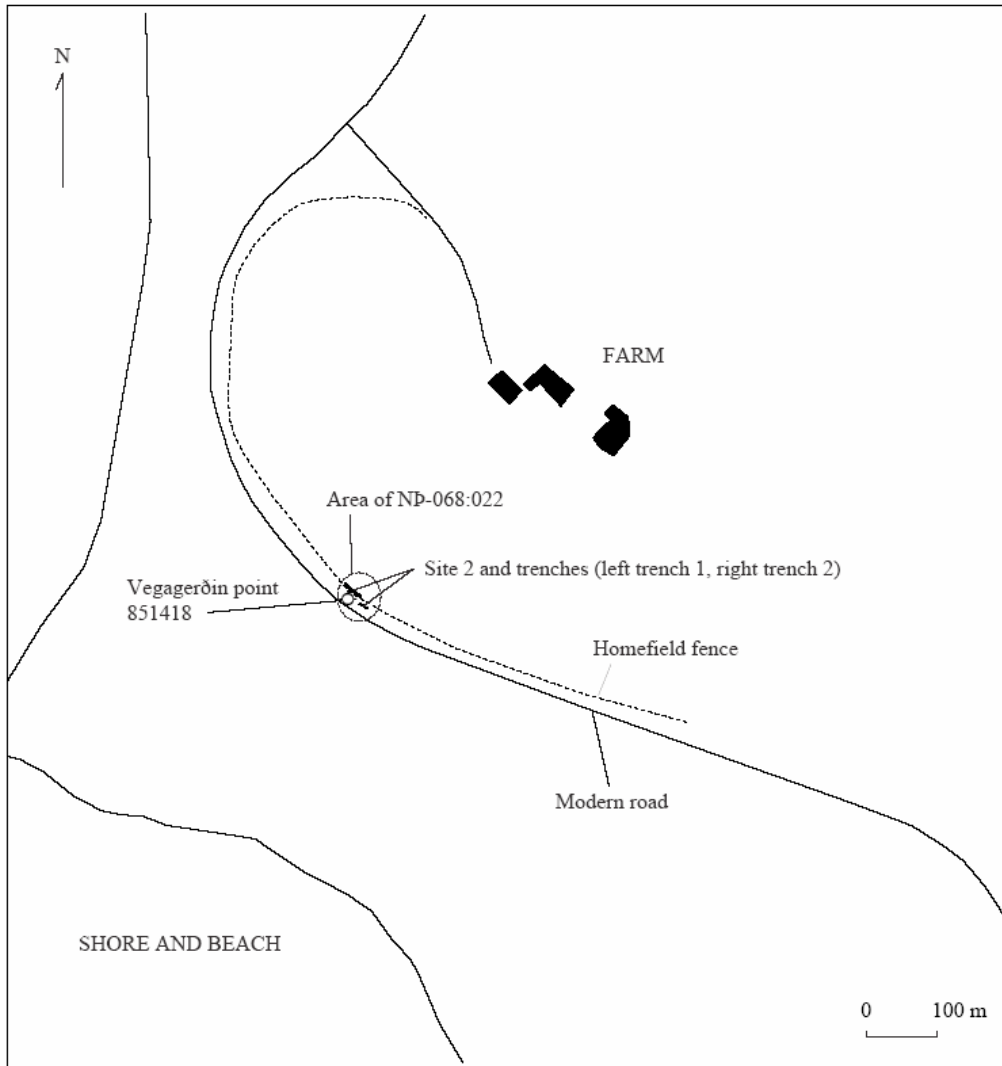 N
FARM
Area of NÞ-068:022
Site 2 and trenches (left trench 1, right trench 2)
Vegagerðin point
851418
Homefield fence
Modern road
SHORE AND BEACH
0 100 m